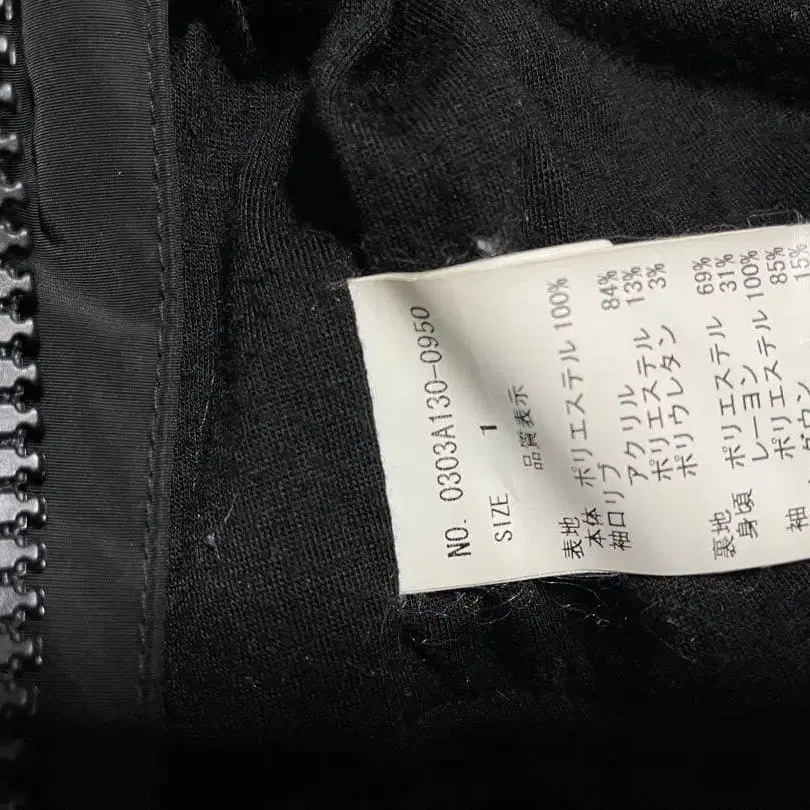 NO. 0303A130-0950
SIZE 1
品質表示
表地
本体 ポリエステル 100%
袖口リブ
アクリル 84%
ポリエステル 13%
ポリウレタン 3%
裏地
身頃 ポリエステル 69%
レーヨン 31%
袖 ポリエステル 100%
ダウン 85%
15%